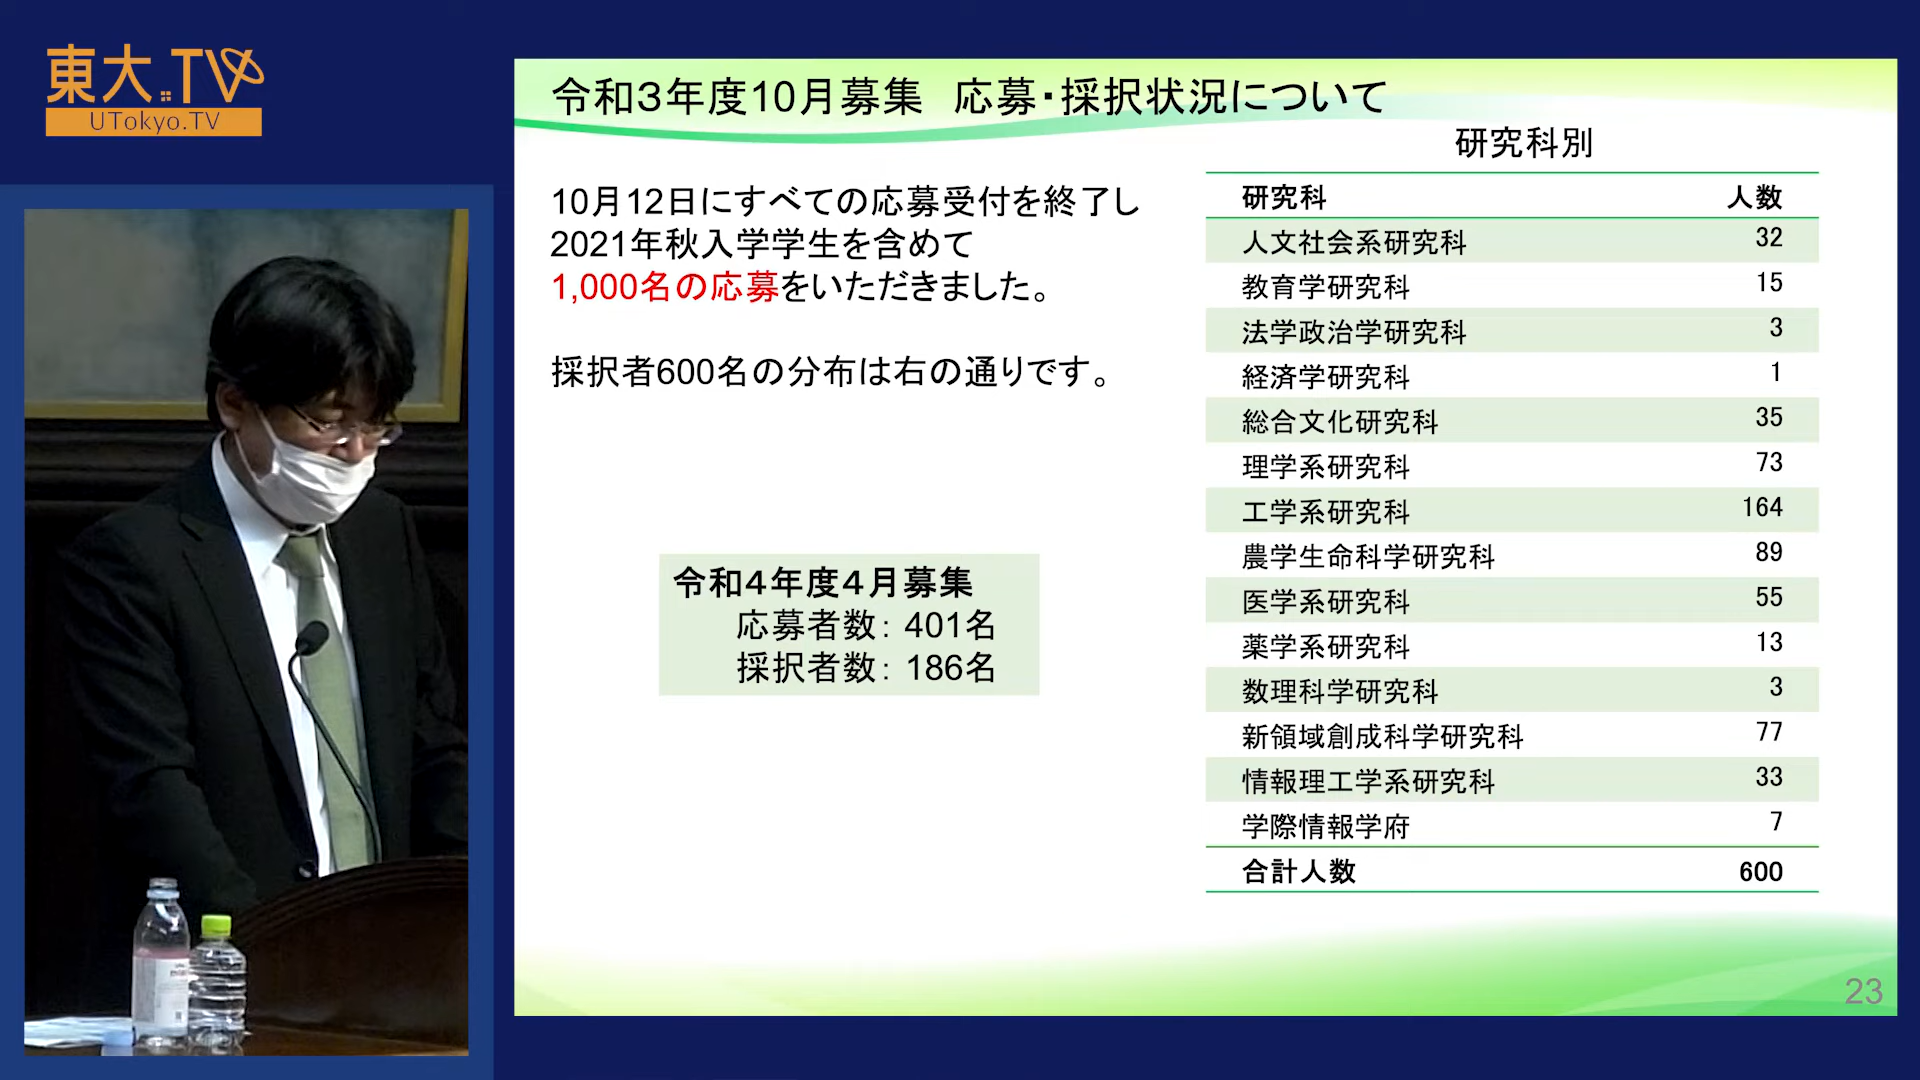 東大.TV
UTokyo.TV
令和3年度10月募集 応募・採択状況について
10月12日にすべての応募受付を終了し
2021年秋入学学生を含めて
1,000名の応募をいただきました。
採択者600名の分布は右の通りです。
令和4年度4月募集
応募者数: 401名
採択者数: 186名
研究科別
研究科 人数
人文社会系研究科 32
教育学研究科 15
法学政治学研究科 3
経済学研究科 1
総合文化研究科 35
理学系研究科 73
工学系研究科 164
農学生命科学研究科 89
医学系研究科 55
薬学系研究科 13
数理科学研究科 3
新領域創成科学研究科 77
情報理工学系研究科 33
学際情報学府 7
合計人数 600
23